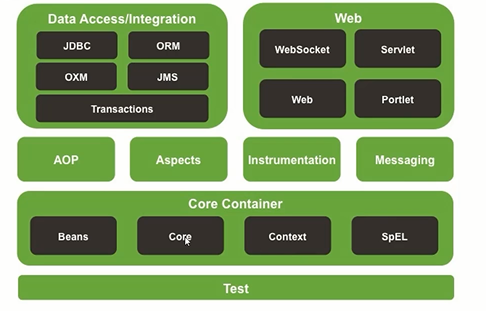 Data Access/Integration
JDBC
ORM
OXM
JMS
Transactions
Web
WebSocket
Servlet
Web
Portlet
AOP
Aspects
Instrumentation
Messaging
Core Container
Beans
Core
Context
SpEL
Test